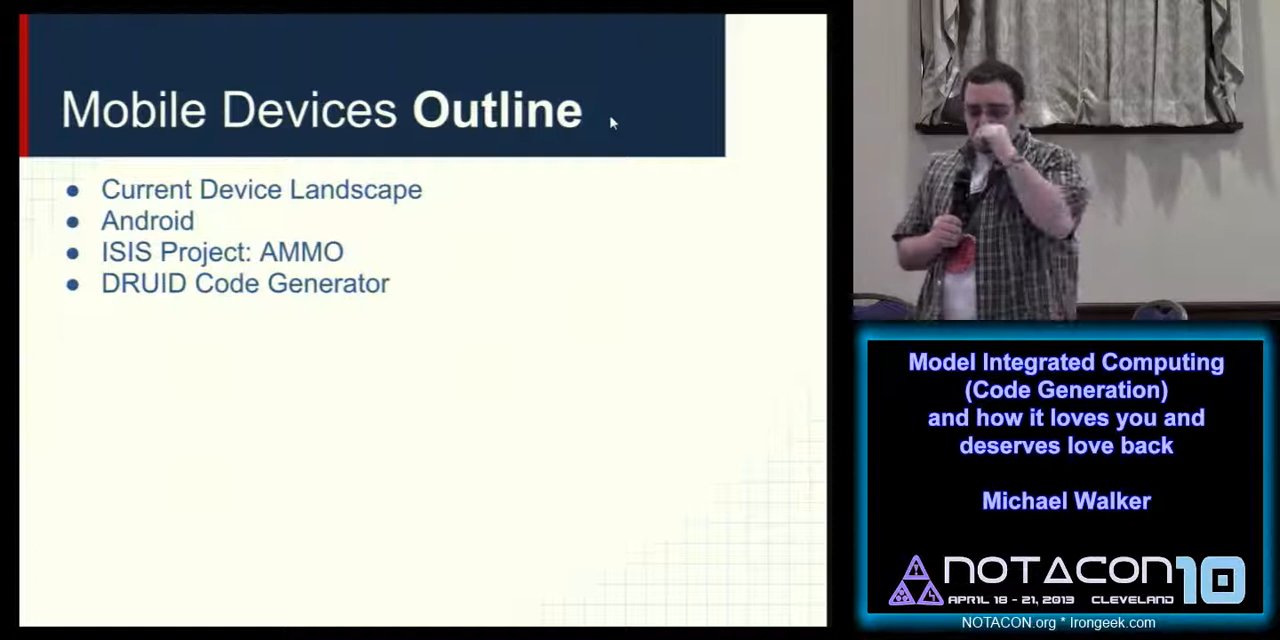 Mobile Devices Outline
Current Device Landscape
Android
ISIS Project: AMMO
DRUID Code Generator
Model Integrated Computing
(Code Generation)
and how it loves you and
deserves love back
Michael Walker
NOTACON 10
APRIL 18 - 21, 2013 CLEVELAND
NOTACON.org * Irongeek.com